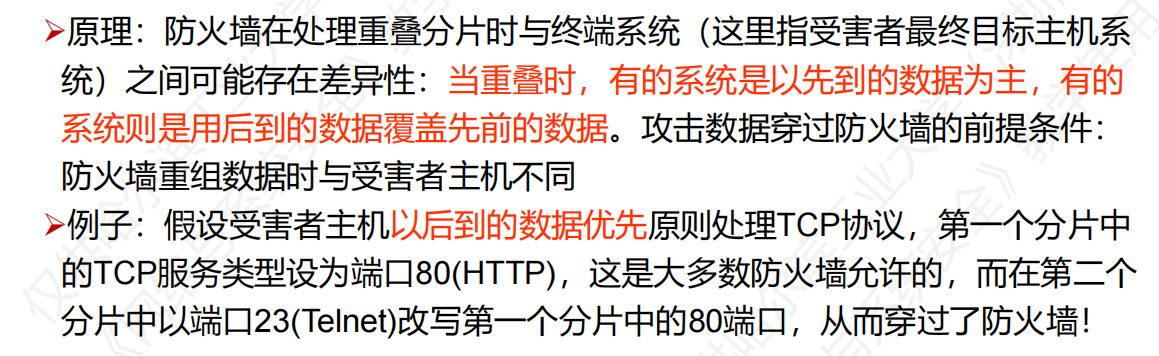 ➢原理：防火墙在处理重叠分片时与终端系统（这里指受害者最终目标主机系
统）之间可能存在差异性：当重叠时，有的系统是以先到的数据为主，有的
系统则是用后到的数据覆盖先前的数据。攻击数据穿过防火墙的前提条件：
防火墙重组数据时与受害者主机不同
➢例子：假设受害者主机以后到的数据优先原则处理TCP协议，第一个分片中
的TCP服务类型设为端口80(HTTP)，这是大多数防火墙允许的，而在第二个
分片中以端口23(Telnet)改写第一个分片中的80端口，从而穿过了防火墙！